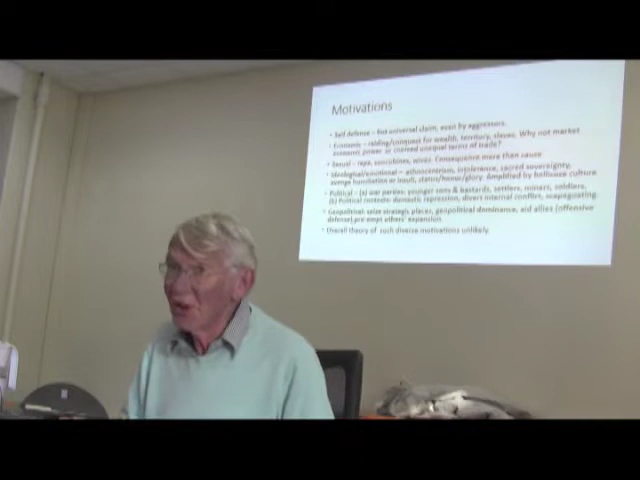 Motivations
• Self defense – but universal claim, even by aggressors.
• Economic – raiding/conquest for wealth, territory, slaves. Why not market
economic power or coerced unequal terms of trade?
• Sexual – rape, concubines, wives. Consequence more than cause
• Ideological/emotional – ethnocentrism, intolerance, sacred sovereignty,
avenge humiliation or insult, status/honor/glory. Amplified by bellicose culture
• Political – (a) war parties: younger sons & bastards, settlers, miners, soldiers.
(b) Political contexts: domestic repression, divert internal conflict, scapegoating.
• Geopolitical: seize strategic places, geopolitical dominance, aid allies (offensive
defense) pre empt others' expansion.
• Overall theory of such diverse motivations unlikely.